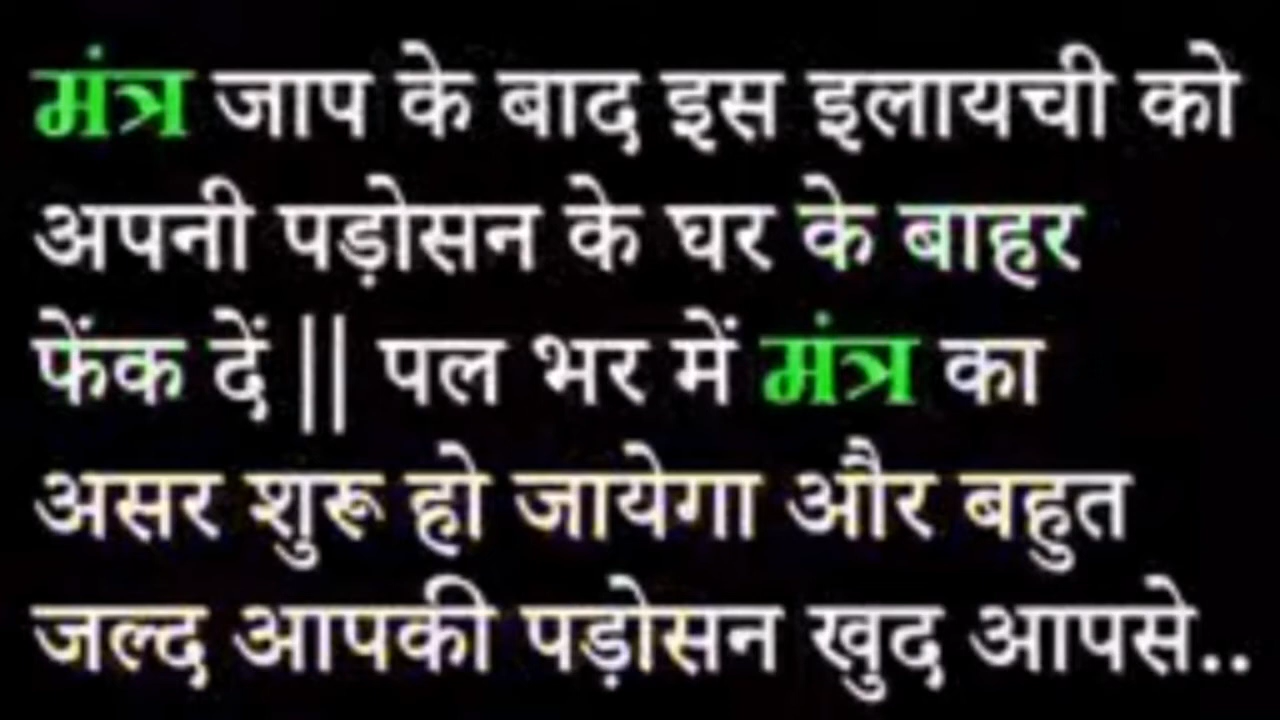 मंत्र जाप के बाद इस इलायची को
अपनी पड़ोसन के घर के बाहर
फेंक दें || पल भर में मंत्र का
असर शुरू हो जायेगा और बहुत
जल्द आपकी पड़ोसन खुद आपसे..